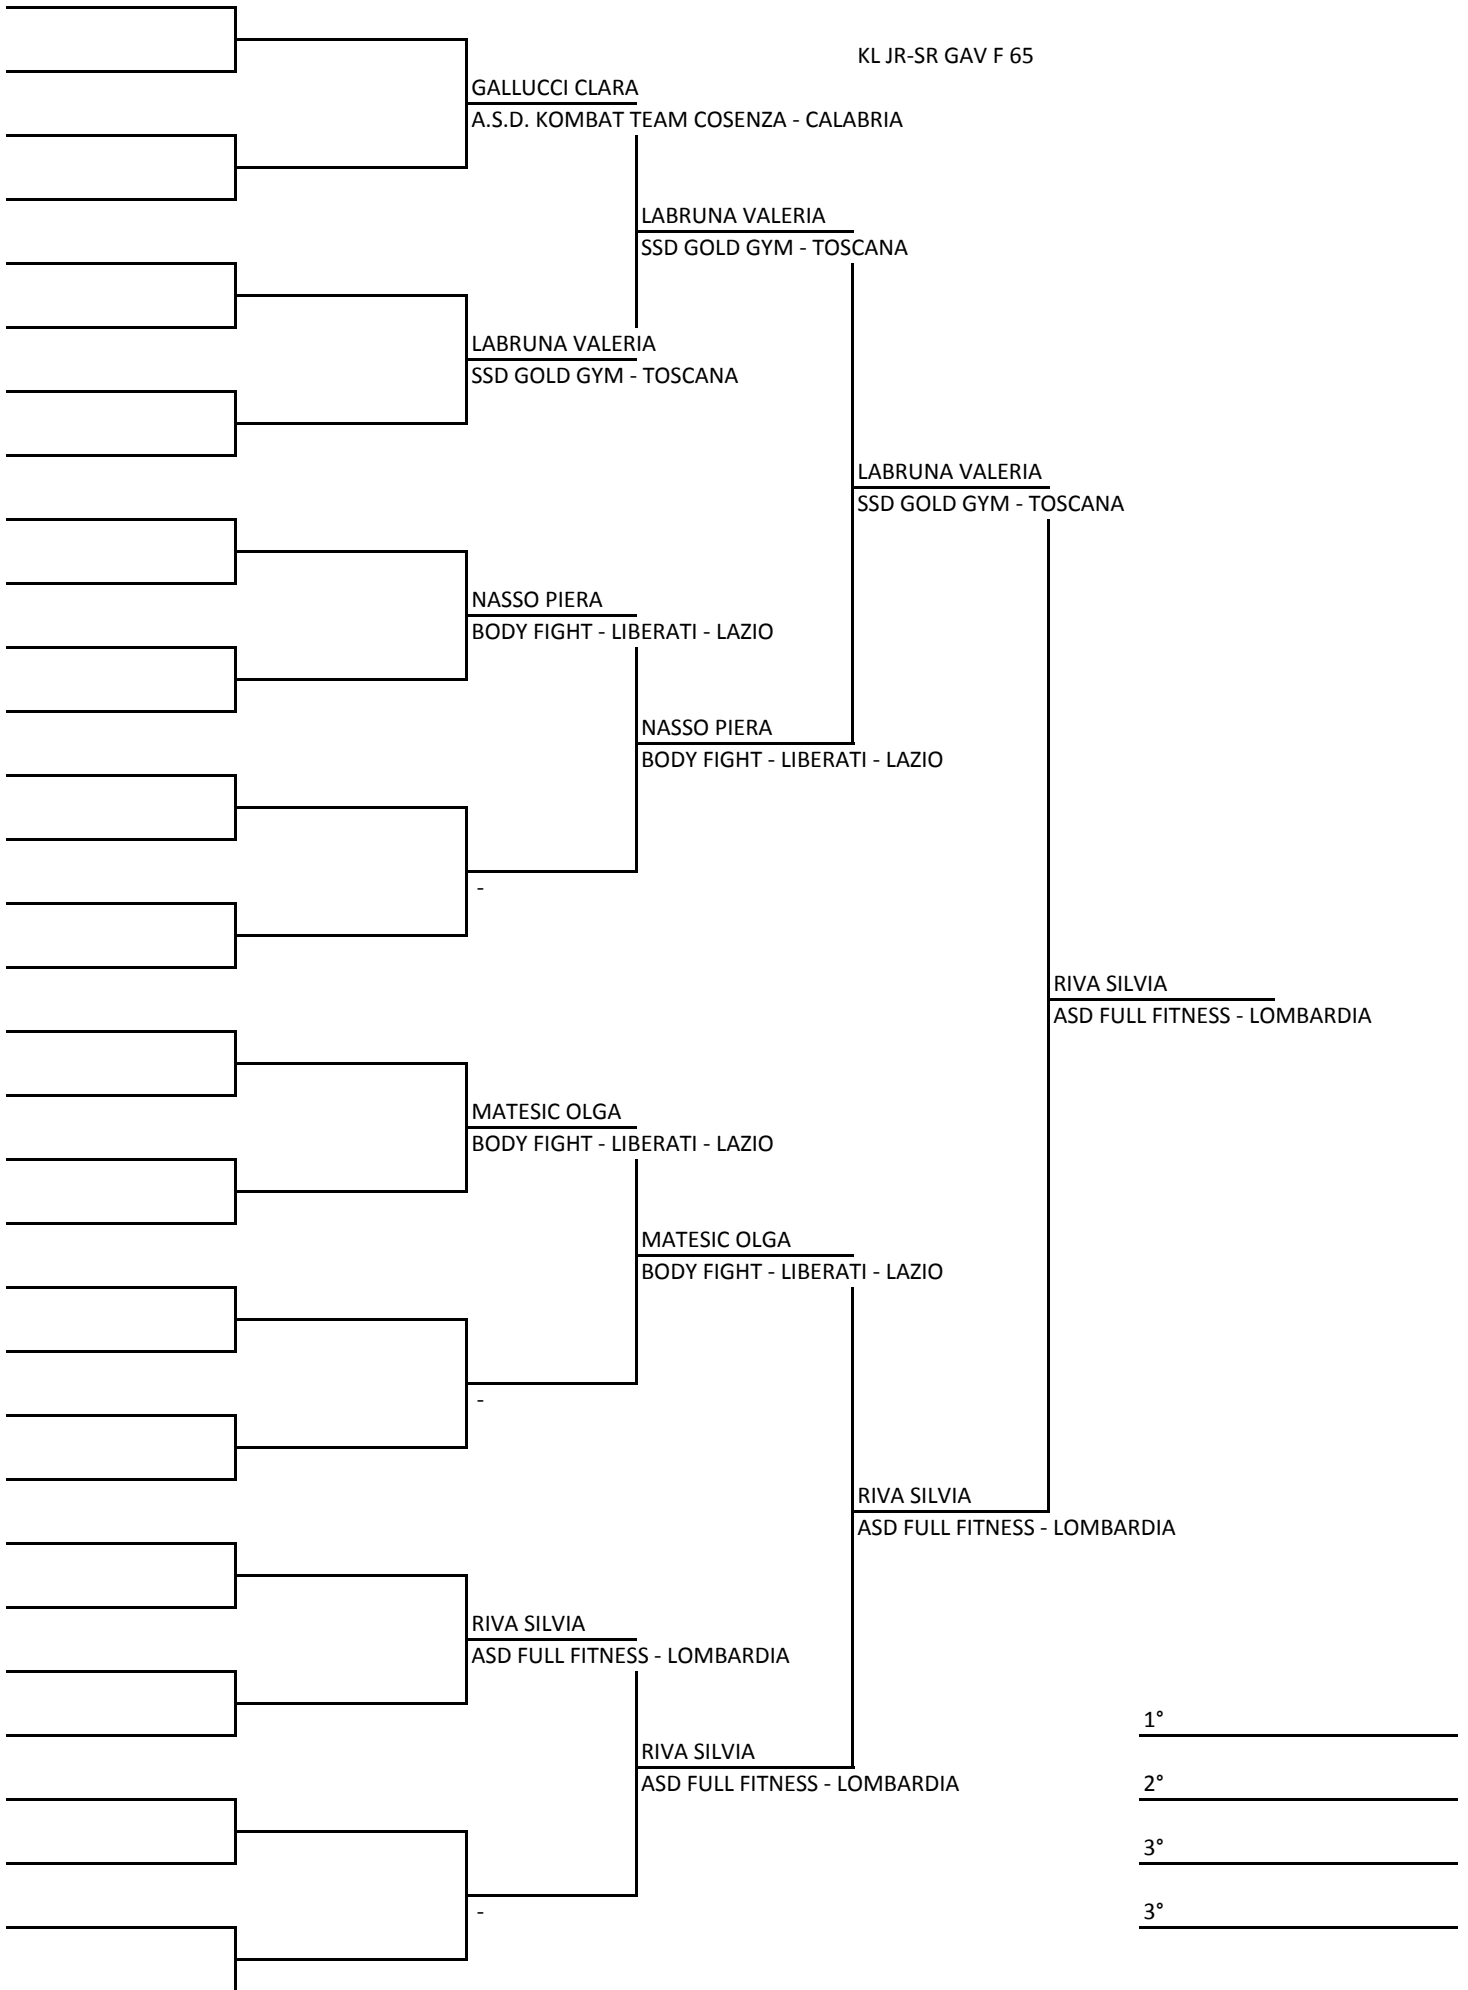 KL JR-SR GAV F 65
GALLUCCI CLARA
A.S.D. KOMBAT TEAM COSENZA - CALABRIA
LABRUNA VALERIA
SSD GOLD GYM - TOSCANA
LABRUNA VALERIA
SSD GOLD GYM - TOSCANA
LABRUNA VALERIA
SSD GOLD GYM - TOSCANA
NASSO PIERA
BODY FIGHT - LIBERATI - LAZIO
NASSO PIERA
BODY FIGHT - LIBERATI - LAZIO
-
RIVA SILVIA
ASD FULL FITNESS - LOMBARDIA
MATESIC OLGA
BODY FIGHT - LIBERATI - LAZIO
MATESIC OLGA
BODY FIGHT - LIBERATI - LAZIO
-
RIVA SILVIA
ASD FULL FITNESS - LOMBARDIA
RIVA SILVIA
ASD FULL FITNESS - LOMBARDIA
1°
RIVA SILVIA
ASD FULL FITNESS - LOMBARDIA
2°
3°
-
3°